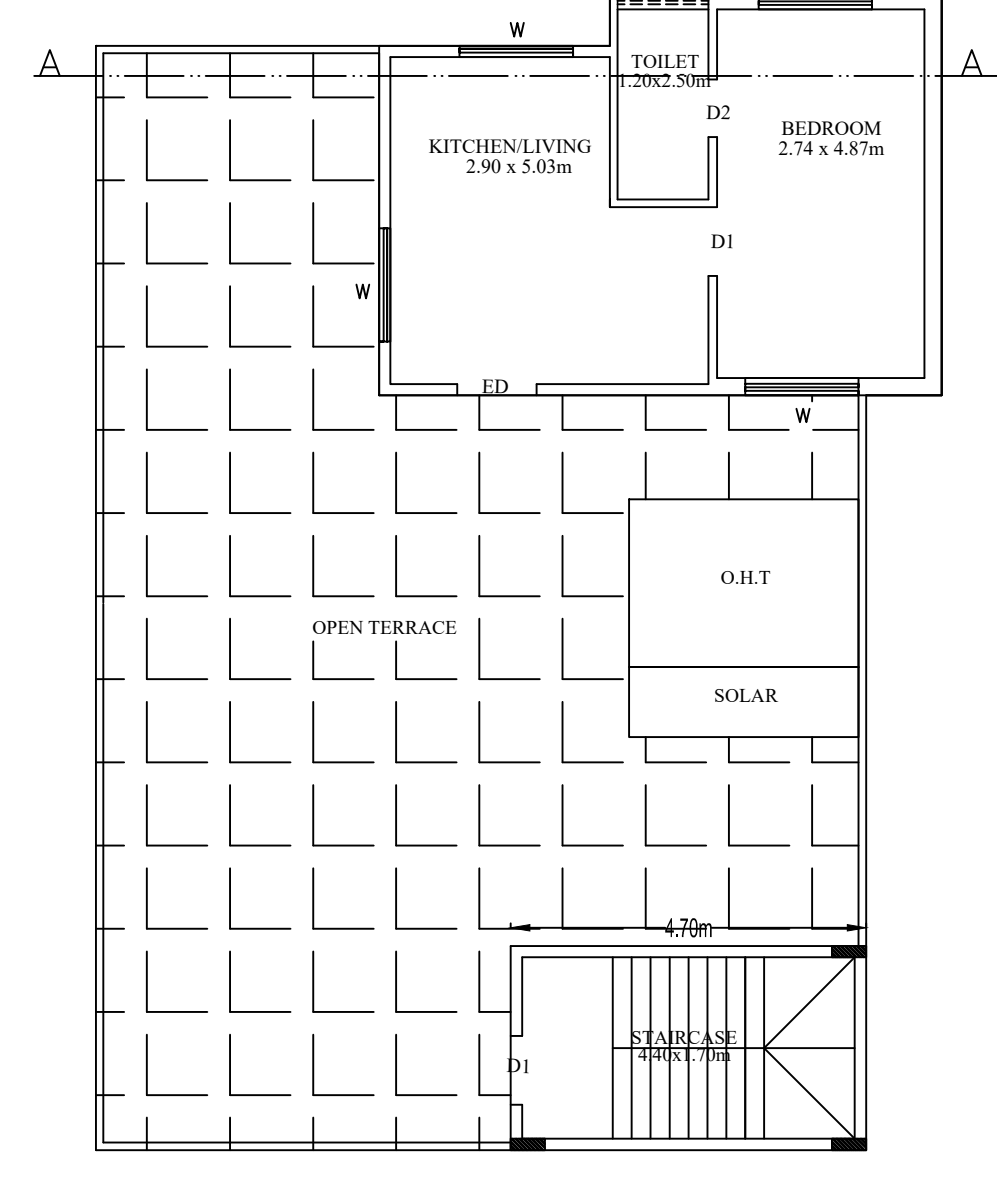 W
A
A
TOILET
1.20x2.50m
D2
BEDROOM
2.74 x 4.87m
KITCHEN/LIVING
2.90 x 5.03m
D1
W
ED
W
O.H.T
OPEN TERRACE
SOLAR
4.70m
STAIRCASE
4.40x1.70m
D1